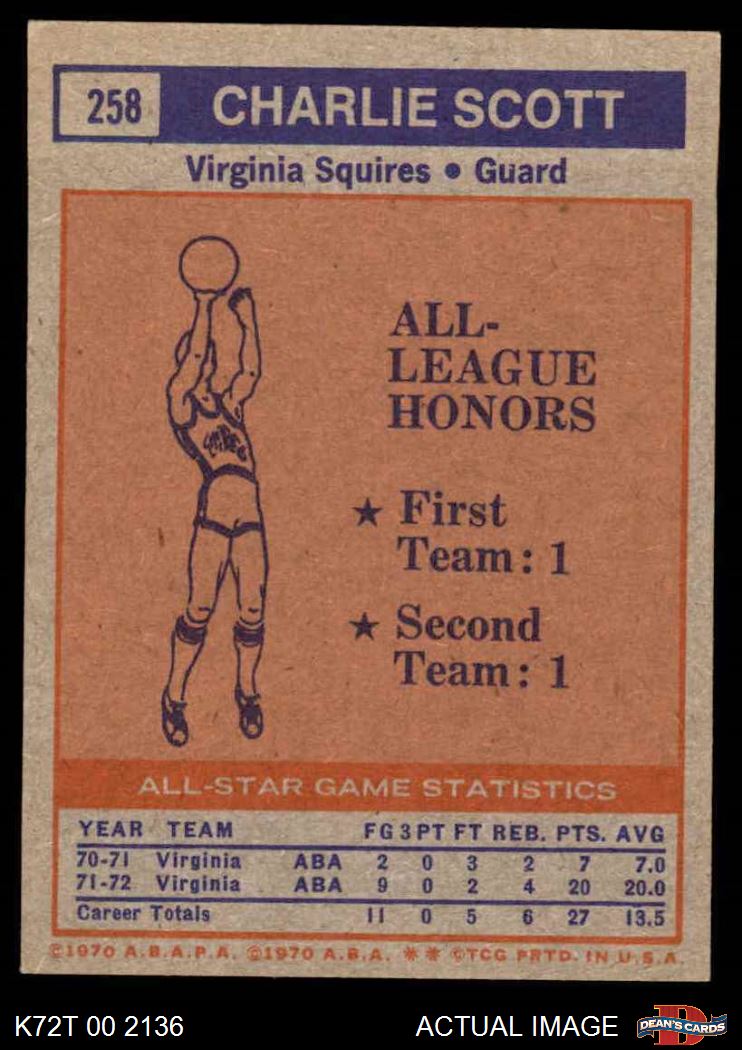 258 CHARLIE SCOTT
Virginia Squires • Guard
ALL-
LEAGUE
HONORS
★ First
Team: 1
★ Second
Team: 1
ALL-STAR GAME STATISTICS
YEAR TEAM FG 3PT FT REB. PTS. AVG
70-71 Virginia ABA 2 0 3 2 7 7.0
71-72 Virginia ABA 9 0 2 4 20 20.0
Career Totals 11 0 5 6 27 13.5
©1970 A.B.A.P.A. ©1970 A.B.A. ** ©TCG PRTD. IN U.S.A.
K72T 00 2136 ACTUAL IMAGE DEAN'S CARDS